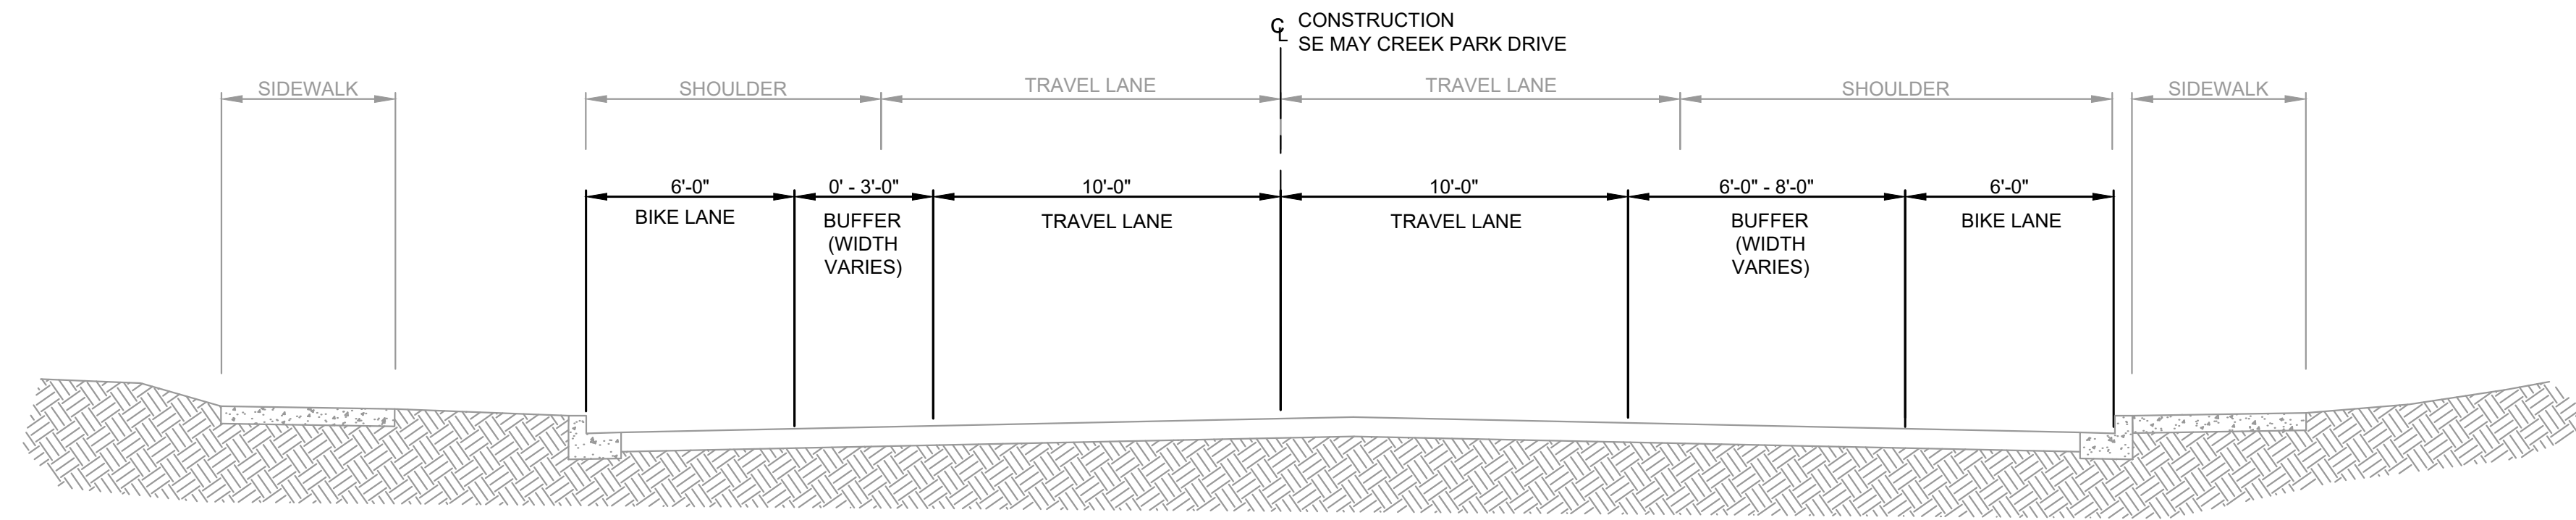 ℄ CONSTRUCTION
SE MAY CREEK PARK DRIVE
SIDEWALK
SHOULDER
TRAVEL LANE
TRAVEL LANE
SHOULDER
SIDEWALK
6'-0"
BIKE LANE
0' - 3'-0"
BUFFER
(WIDTH
VARIES)
10'-0"
TRAVEL LANE
10'-0"
TRAVEL LANE
6'-0" - 8'-0"
BUFFER
(WIDTH
VARIES)
6'-0"
BIKE LANE